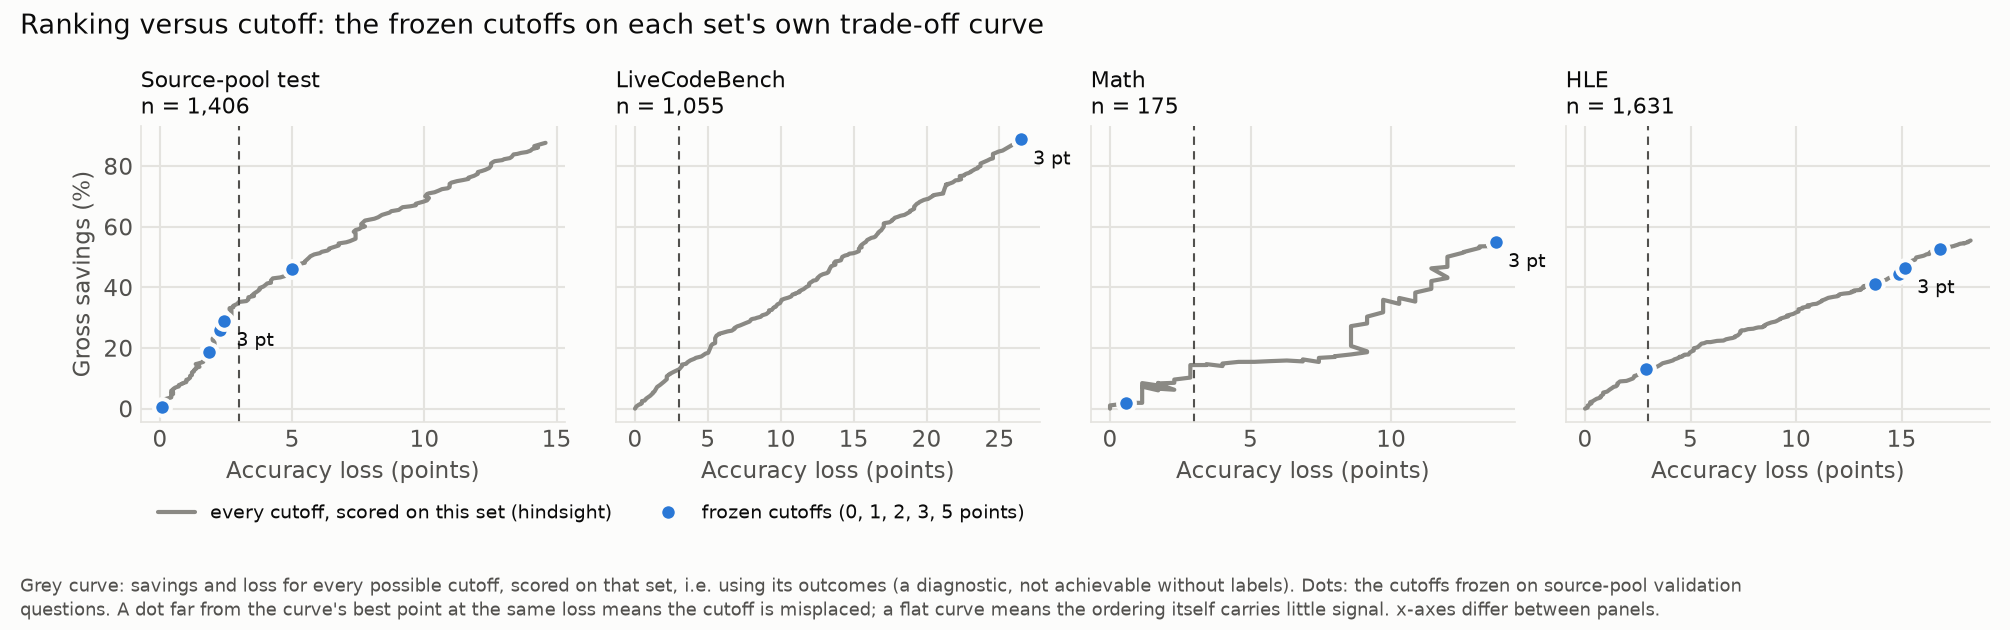 Ranking versus cutoff: the frozen cutoffs on each set's own trade-off curve
Source-pool test
n = 1,406
LiveCodeBench
n = 1,055
Math
n = 175
HLE
n = 1,631
Gross savings (%)
80
60
40
20
0
3 pt
3 pt
3 pt
3 pt
0 5 10 15
0 5 10 15 20 25
0 5 10
0 5 10 15
Accuracy loss (points)
Accuracy loss (points)
Accuracy loss (points)
Accuracy loss (points)
every cutoff, scored on this set (hindsight)
frozen cutoffs (0, 1, 2, 3, 5 points)
Grey curve: savings and loss for every possible cutoff, scored on that set, i.e. using its outcomes (a diagnostic, not achievable without labels). Dots: the cutoffs frozen on source-pool validation
questions. A dot far from the curve's best point at the same loss means the cutoff is misplaced; a flat curve means the ordering itself carries little signal. x-axes differ between panels.